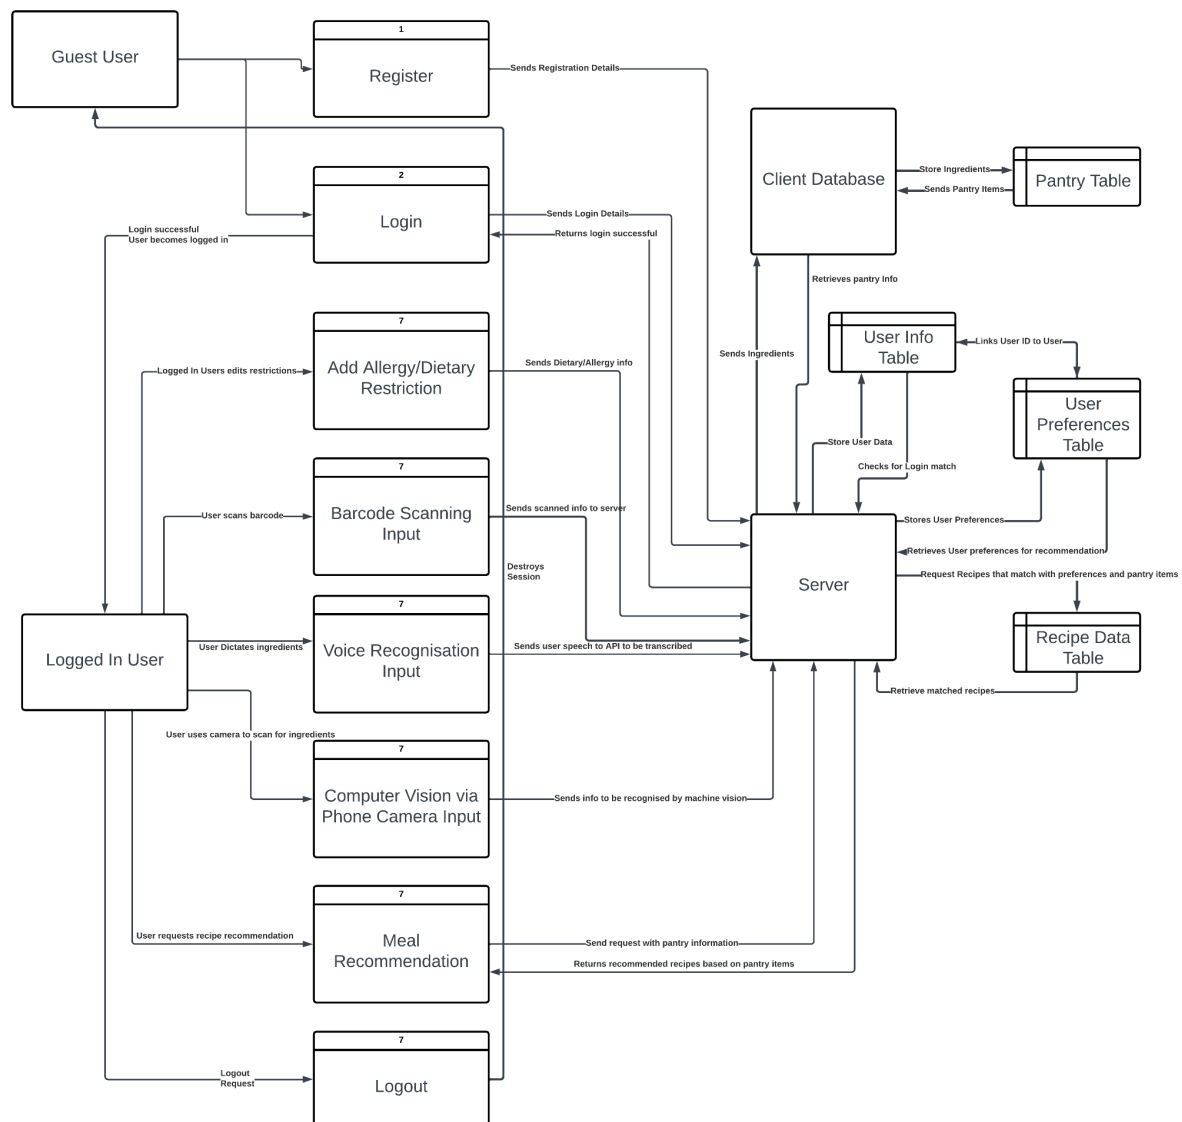 Guest User
1
Register
Sends Registration Details
2
Login
Sends Login Details
Returns login successful
Login successful
User becomes logged in
Client Database
Store Ingredients
Sends Pantry Items
Pantry Table
Retrieves pantry Info
Sends Ingredients
User Info
Table
Links User ID to User
User
Preferences
Table
Store User Data
Checks for Login match
7
Add Allergy/Dietary
Restriction
Logged In Users edits restrictions
Sends Dietary/Allergy info
7
Barcode Scanning
Input
User scans barcode
Sends scanned info to server
Destroys
Session
Server
Stores User Preferences
Retrieves User preferences for recommendation
Request Recipes that match with preferences and pantry items
Recipe Data
Table
Retrieve matched recipes
Logged In User
7
Voice Recognisation
Input
User Dictates ingredients
Sends user speech to API to be transcribed
User uses camera to scan for ingredients
7
Computer Vision via
Phone Camera Input
Sends info to be recognised by machine vision
7
Meal
Recommendation
User requests recipe recommendation
Send request with pantry information
Returns recommended recipes based on pantry items
7
Logout
Logout
Request